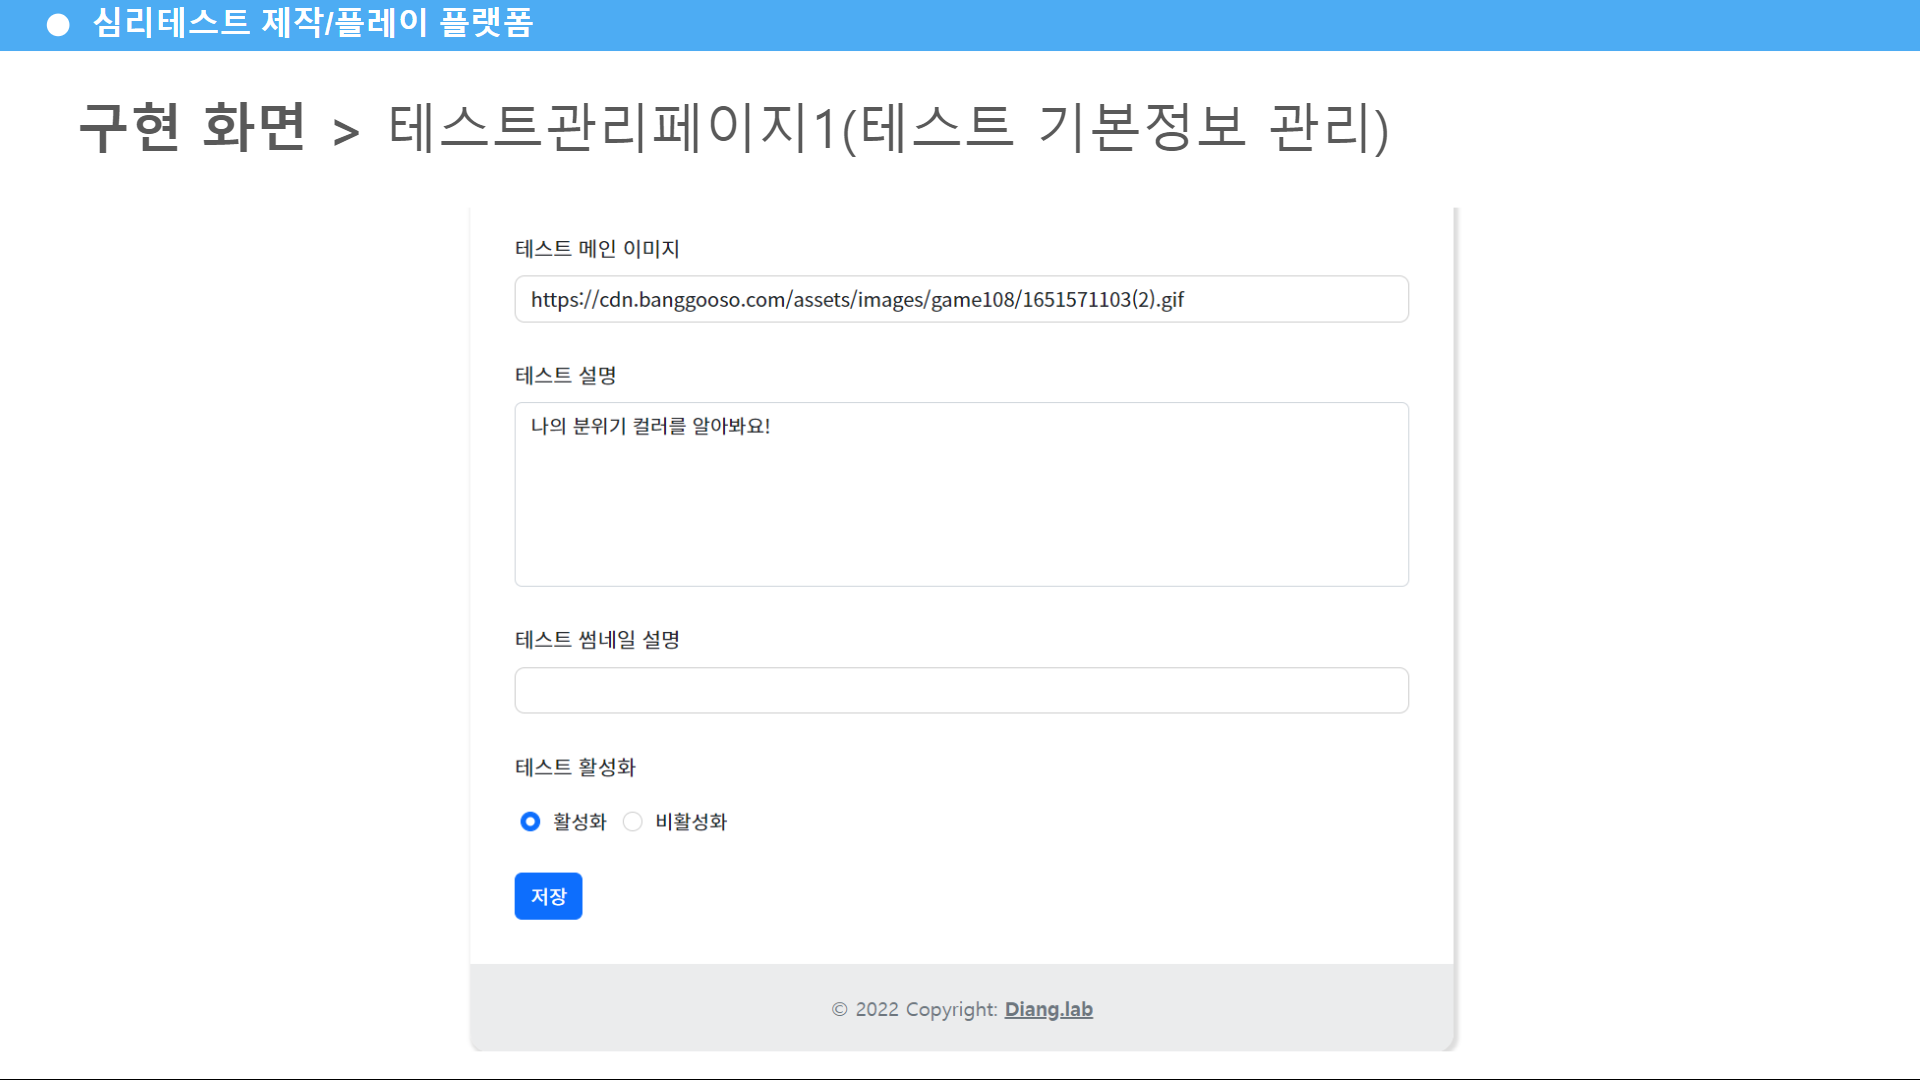 심리테스트 제작/플레이 플랫폼
구현 화면 > 테스트관리페이지1(테스트 기본정보 관리)
테스트 메인 이미지
https://cdn.banggooso.com/assets/images/game108/1651571103(2).gif
테스트 설명
나의 분위기 컬러를 알아봐요!
테스트 썸네일 설명
테스트 활성화
활성화 비활성화
저장
© 2022 Copyright: Diang.lab